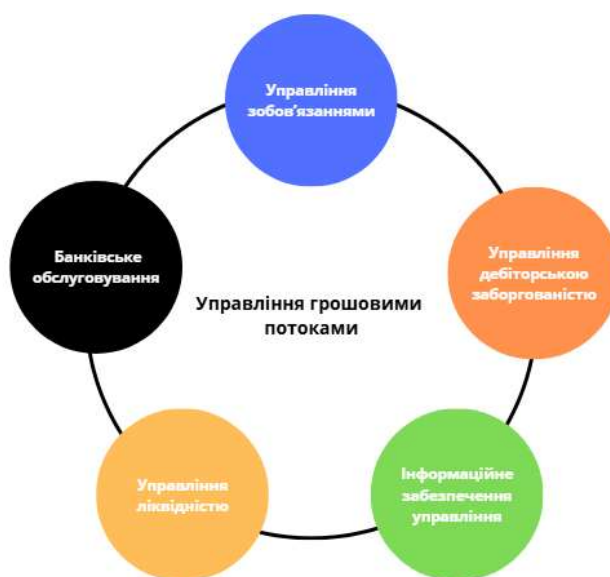 Управління
зобов’язаннями
Управління
дебіторською
заборгованістю
Інформаційне
забезпечення
управління
Управління
ліквідністю
Банківське
обслуговування
Управління грошовими
потоками